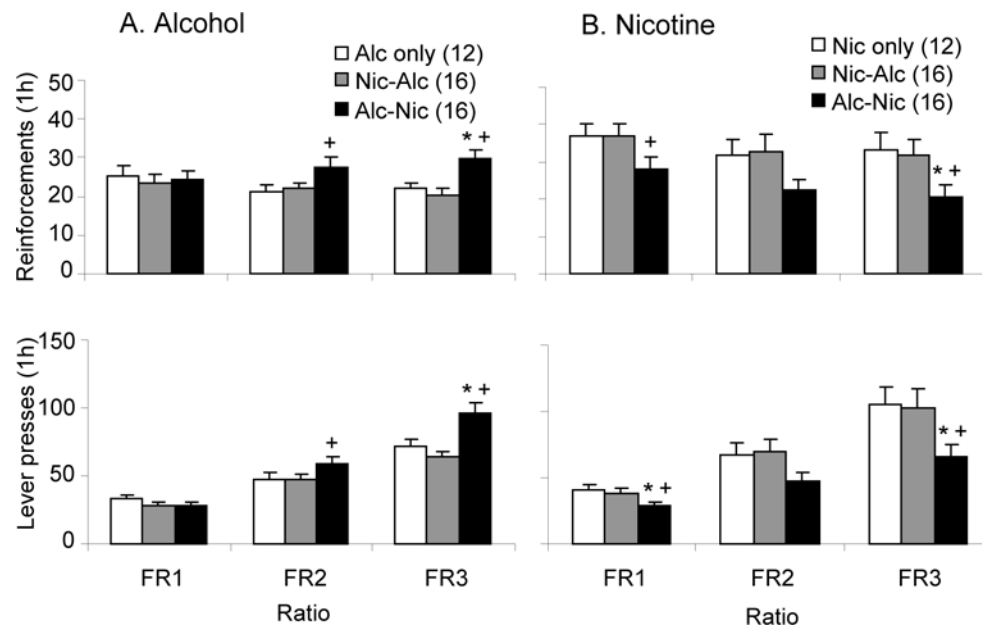 A. Alcohol
Alc only (12)
Nic-Alc (16)
Alc-Nic (16)
Reinforcements (1h)
50
40
30
20
10
0
+
* +
B. Nicotine
Nic only (12)
Nic-Alc (16)
Alc-Nic (16)
+
* +
Lever presses (1h)
150
100
50
0
+
* +
FR1 FR2 FR3
Ratio
* +
* +
FR1 FR2 FR3
Ratio